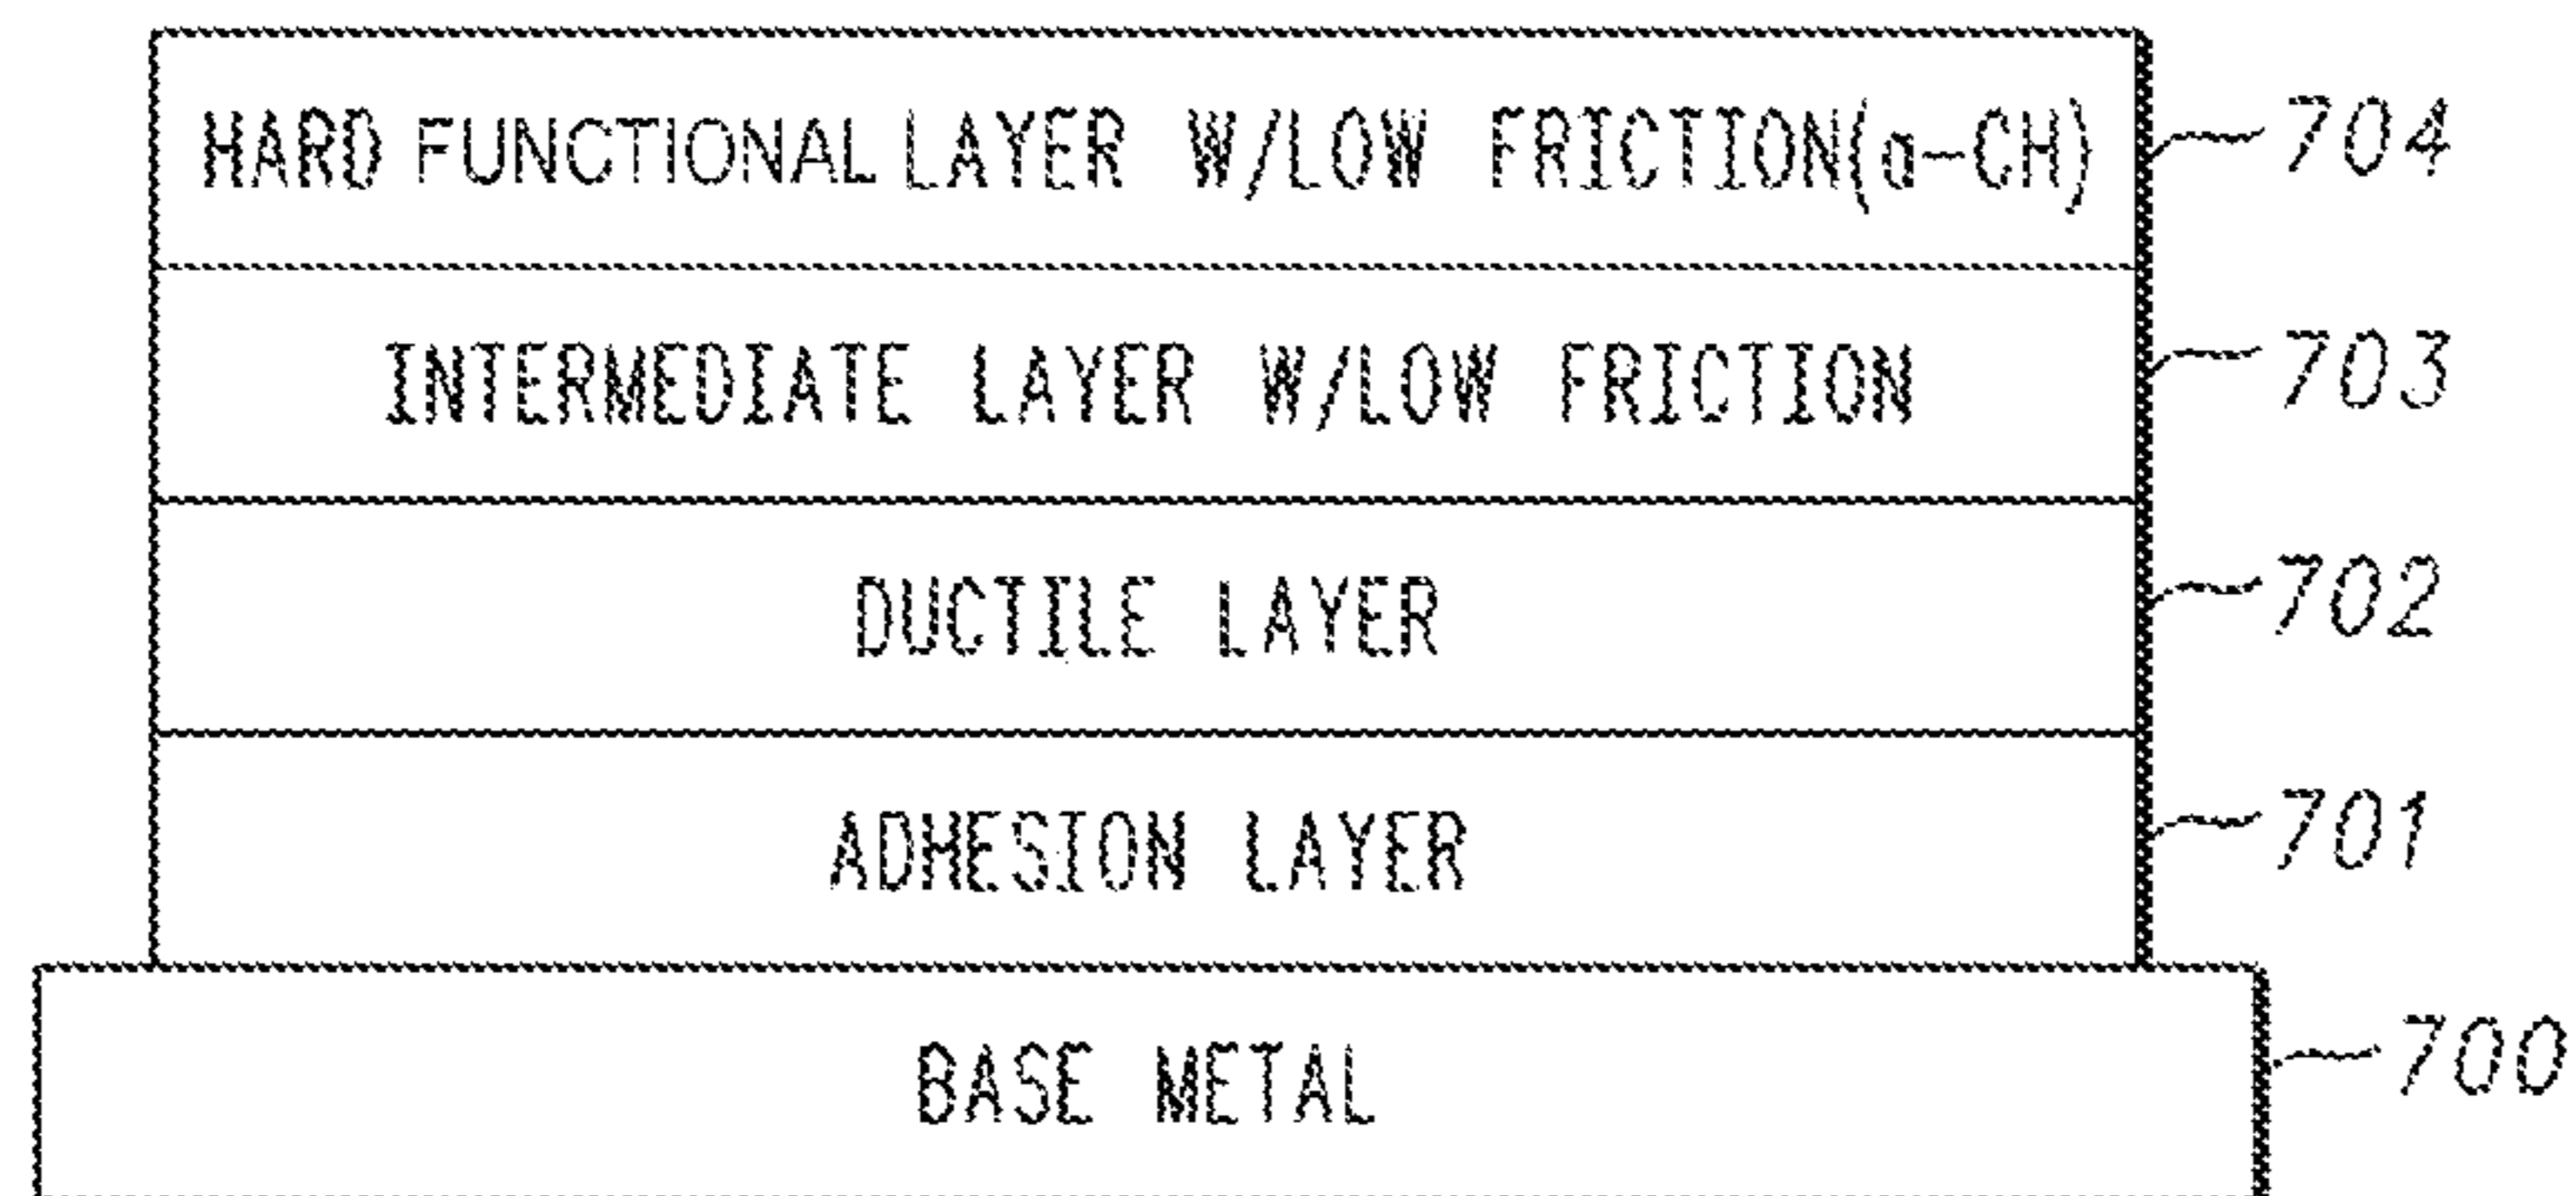 HARD FUNCTIONAL LAYER W/LOW FRICTION(a-CH) 704
INTERMEDIATE LAYER W/LOW FRICTION 703
DUCTILE LAYER 702
ADHESION LAYER 701
BASE METAL 700